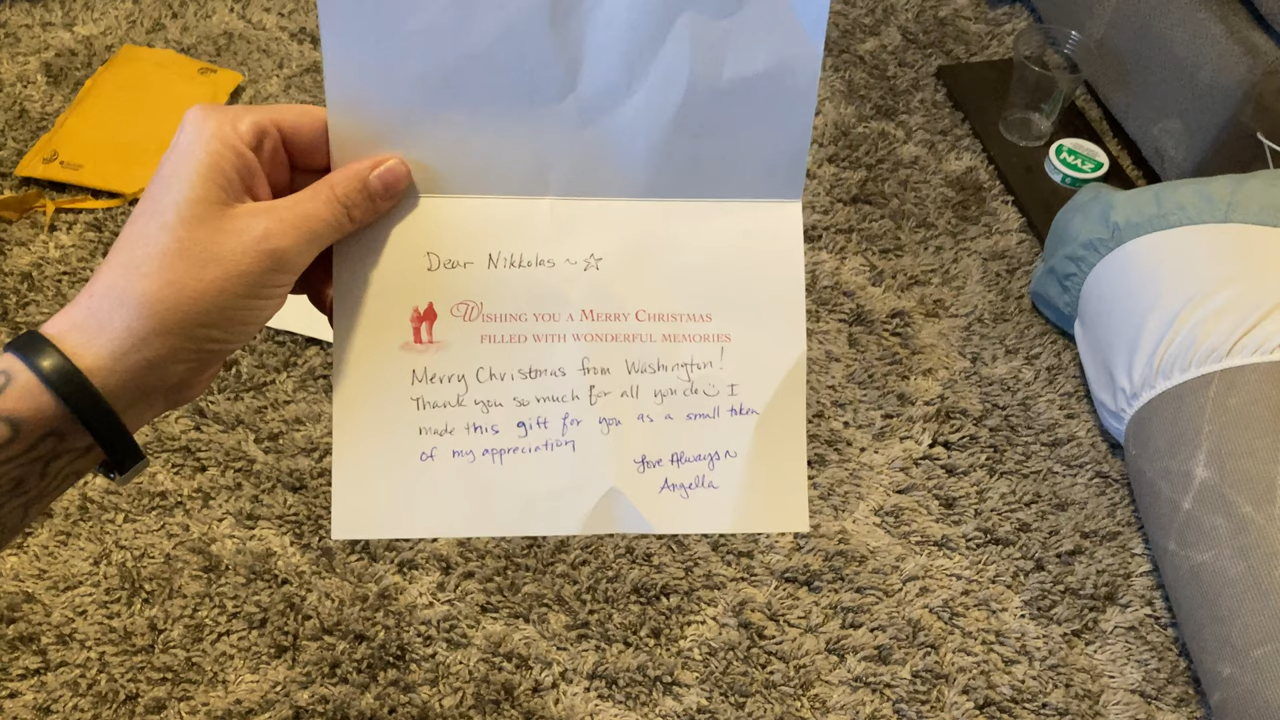 Dear Nikkolas ~ ☆
WISHING YOU A MERRY CHRISTMAS
FILLED WITH WONDERFUL MEMORIES
Merry Christmas from Washington!
Thank you so much for all you do ☺ I
made this gift for you as a small token
of my appreciation
Love Always ~
Angella
ZYN